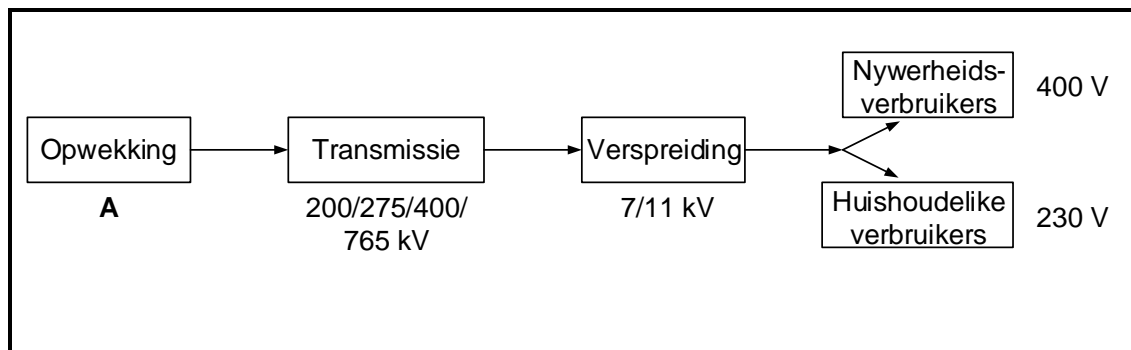 Opwekking
A
Transmissie
200/275/400/
765 kV
Verspreiding
7/11 kV
Nywerheids-
verbruikers
400 V
Huishoudelike
verbruikers
230 V